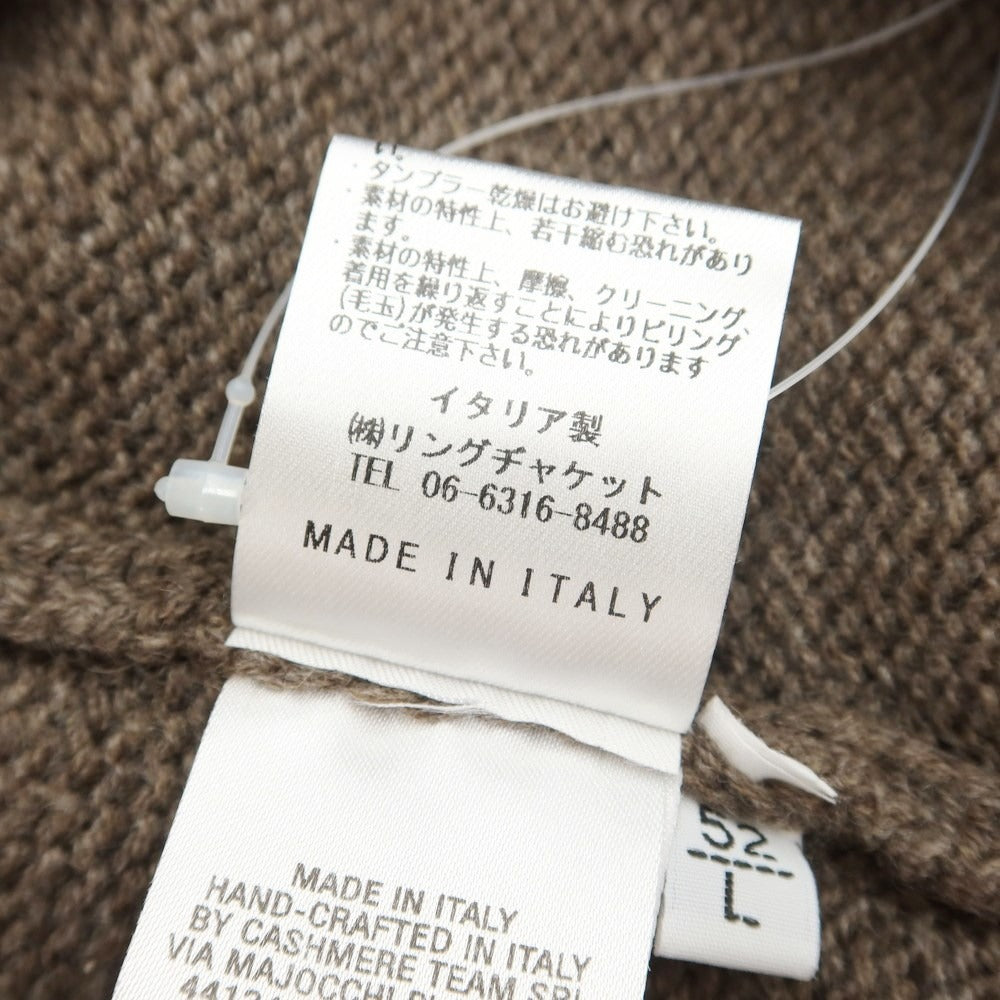 い。
・タンブラー乾燥はお避け下さい。
・素材の特性上、若干縮む恐れがあり
ます。
・素材の特性上、摩擦、クリーニング、
着用を繰り返すことによりピリング
(毛玉)が発生する恐れがあります
のでご注意下さい。
イタリア製
㈱リングヂャケット
TEL 06-6316-8488
MADE IN ITALY
52
L
MADE IN ITALY
HAND-CRAFTED IN ITALY
BY CASHMERE TEAM SRL
VIA MAJOCCHI